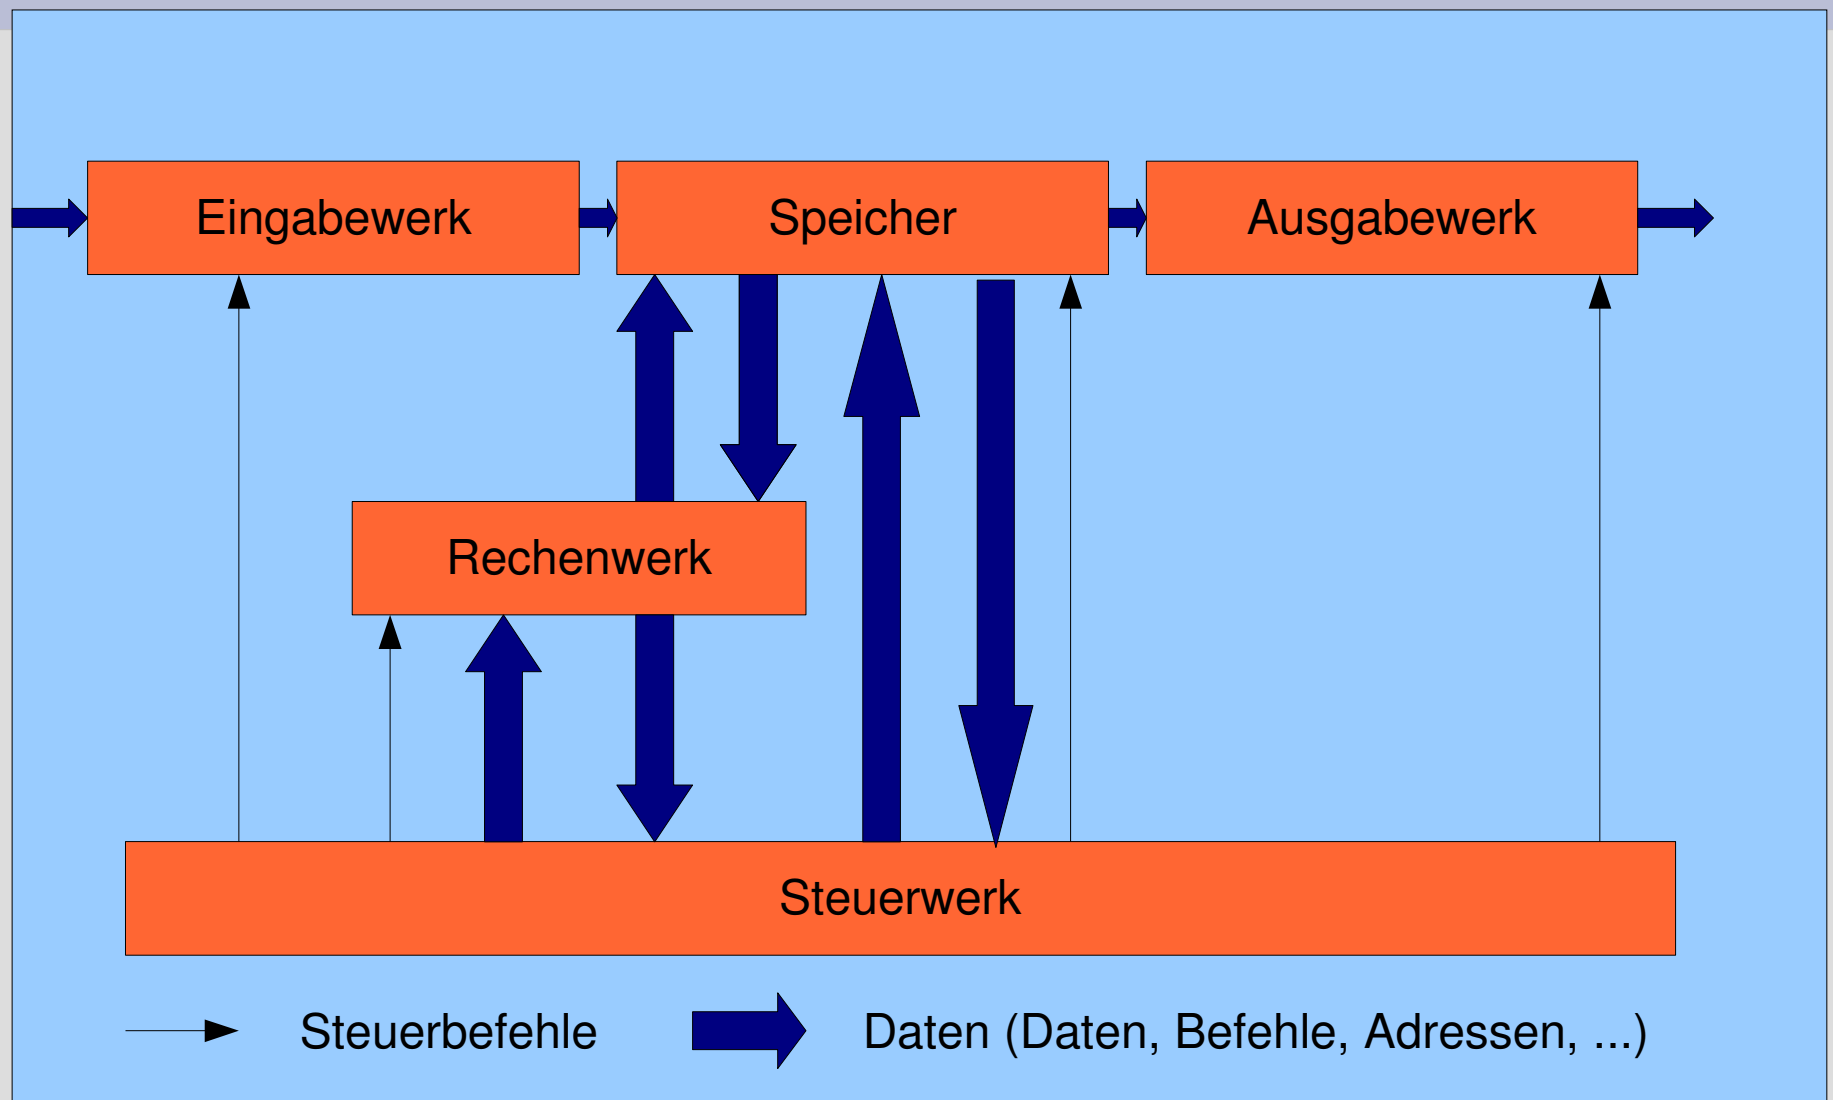 Eingabewerk
Speicher
Ausgabewerk
Rechenwerk
Steuerwerk
Steuerbefehle
Daten (Daten, Befehle, Adressen, ...)